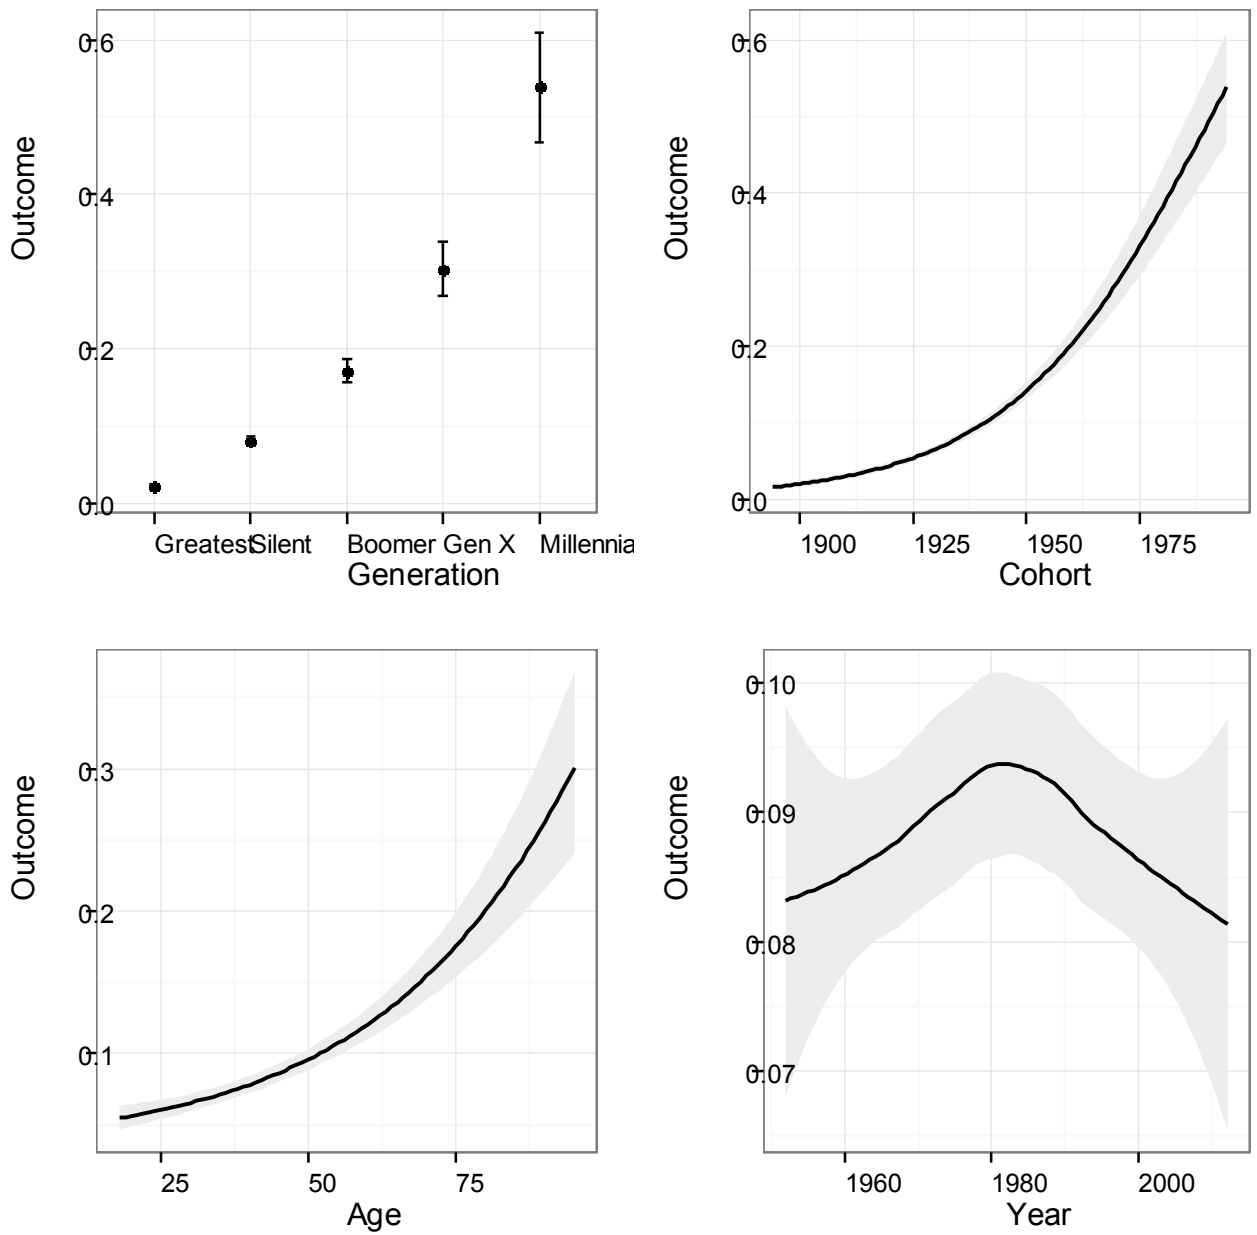 0.6
0.4
0.2
0.0
Outcome
Greatest Silent Boomer Gen X Millennia
Generation
0.6
0.4
0.2
0.0
Outcome
1900 1925 1950 1975
Cohort
0.3
0.2
0.1
Outcome
25 50 75
Age
0.10
0.09
0.08
0.07
Outcome
1960 1980 2000
Year